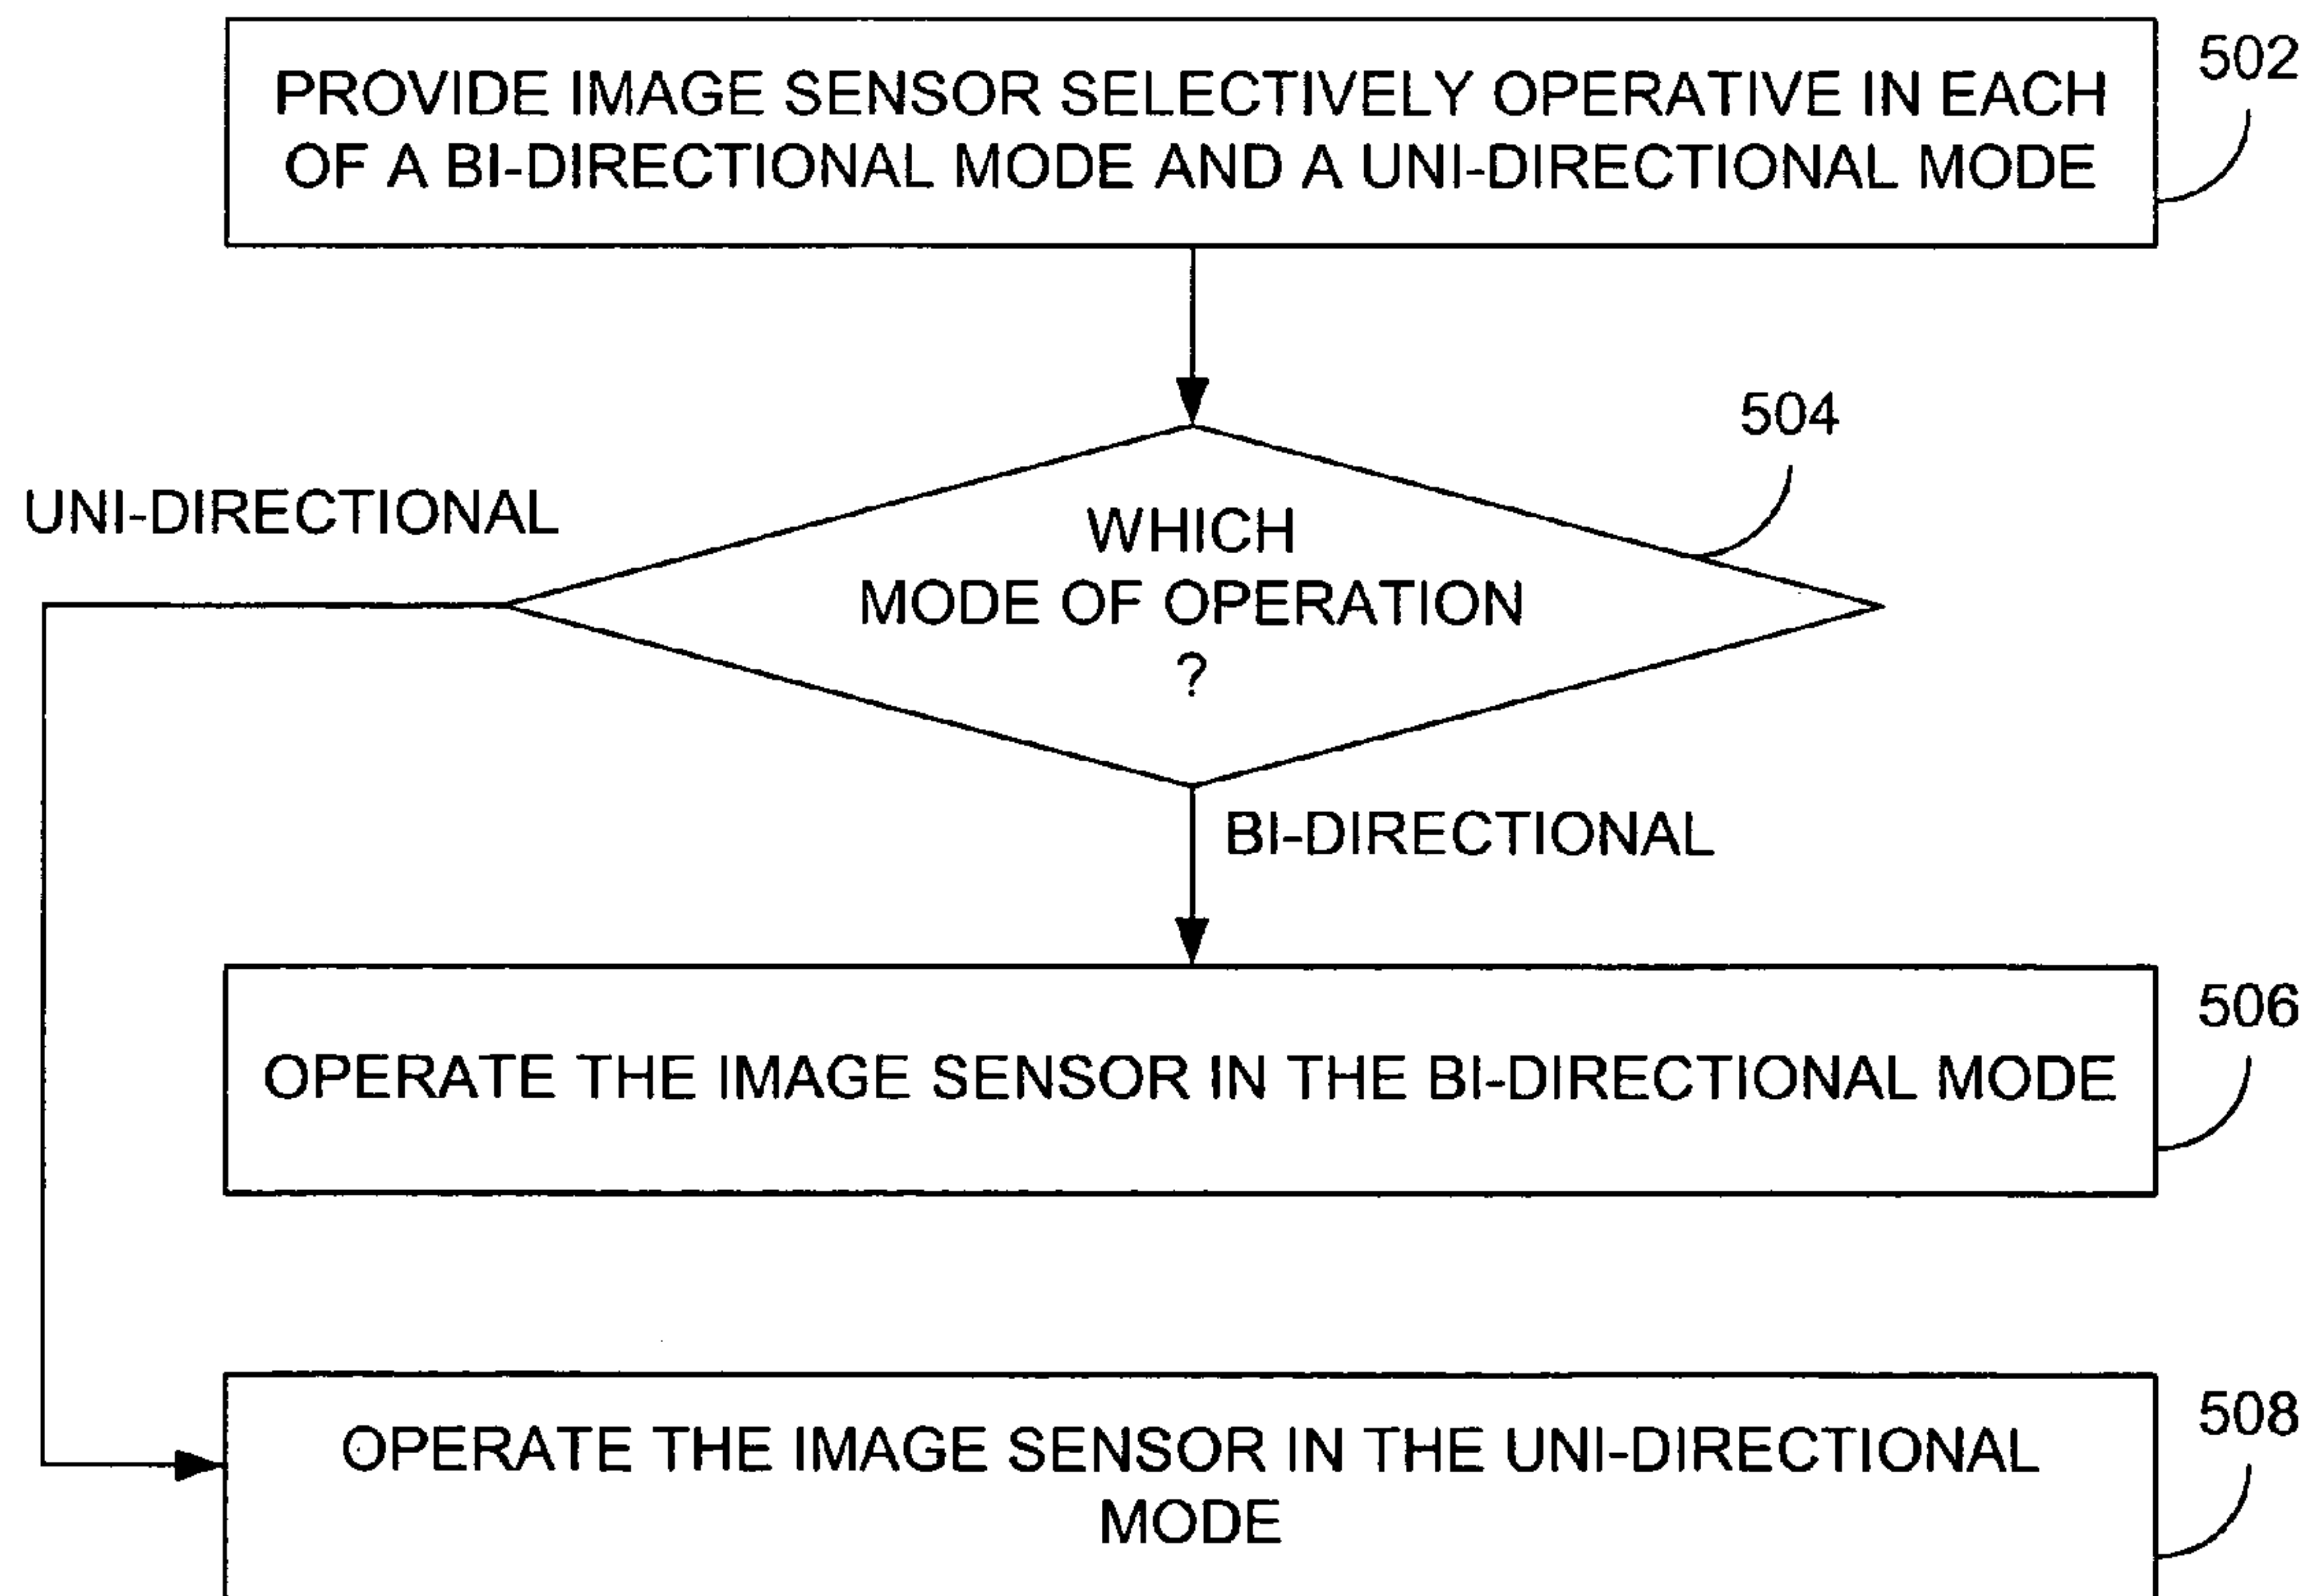 PROVIDE IMAGE SENSOR SELECTIVELY OPERATIVE IN EACH
OF A BI-DIRECTIONAL MODE AND A UNI-DIRECTIONAL MODE
502
504
UNI-DIRECTIONAL
WHICH
MODE OF OPERATION
?
BI-DIRECTIONAL
506
OPERATE THE IMAGE SENSOR IN THE BI-DIRECTIONAL MODE
508
OPERATE THE IMAGE SENSOR IN THE UNI-DIRECTIONAL
MODE